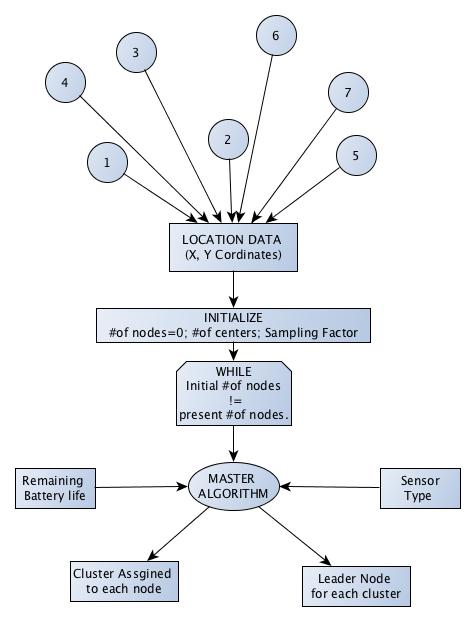 6
3
4
7
2
5
1
LOCATION DATA
(X, Y Cordinates)
INITIALIZE
#of nodes=0; #of centers; Sampling Factor
WHILE
Initial #of nodes
!=
present #of nodes.
Remaining
Battery life
MASTER
ALGORITHM
Sensor
Type
Cluster Assgined
to each node
Leader Node
for each cluster